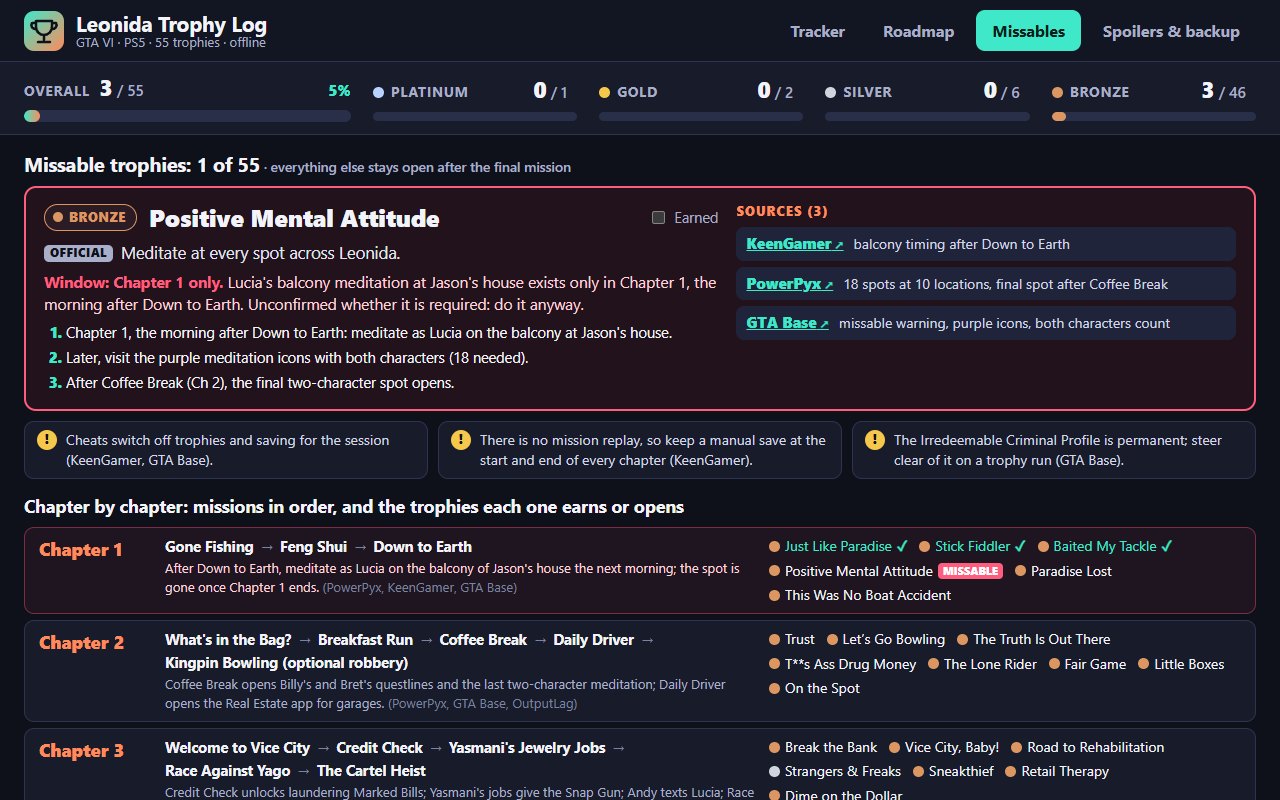 Leonida Trophy Log
GTA VI · PS5 · 55 trophies · offline
Tracker
Roadmap
Missables
Spoilers & backup
OVERALL 3 / 55 5%
PLATINUM 0 / 1
GOLD 0 / 2
SILVER 0 / 6
BRONZE 3 / 46
Missable trophies: 1 of 55 · everything else stays open after the final mission
BRONZE Positive Mental Attitude Earned
OFFICIAL Meditate at every spot across Leonida.
Window: Chapter 1 only. Lucia's balcony meditation at Jason's house exists only in Chapter 1, the
morning after Down to Earth. Unconfirmed whether it is required: do it anyway.
1. Chapter 1, the morning after Down to Earth: meditate as Lucia on the balcony at Jason's house.
2. Later, visit the purple meditation icons with both characters (18 needed).
3. After Coffee Break (Ch 2), the final two-character spot opens.
SOURCES (3)
KeenGamer ↗ balcony timing after Down to Earth
PowerPyx ↗ 18 spots at 10 locations, final spot after Coffee Break
GTA Base ↗ missable warning, purple icons, both characters count
! Cheats switch off trophies and saving for the session
(KeenGamer, GTA Base).
! There is no mission replay, so keep a manual save at the
start and end of every chapter (KeenGamer).
! The Irredeemable Criminal Profile is permanent; steer
clear of it on a trophy run (GTA Base).
Chapter by chapter: missions in order, and the trophies each one earns or opens
Chapter 1
Gone Fishing → Feng Shui → Down to Earth
After Down to Earth, meditate as Lucia on the balcony of Jason's house the next morning; the spot is
gone once Chapter 1 ends. (PowerPyx, KeenGamer, GTA Base)
Just Like Paradise ✓ Stick Fiddler ✓ Baited My Tackle ✓
Positive Mental Attitude MISSABLE Paradise Lost
This Was No Boat Accident
Chapter 2
What's in the Bag? → Breakfast Run → Coffee Break → Daily Driver →
Kingpin Bowling (optional robbery)
Coffee Break opens Billy's and Bret's questlines and the last two-character meditation; Daily Driver
opens the Real Estate app for garages. (PowerPyx, GTA Base, OutputLag)
Trust Let's Go Bowling The Truth Is Out There
T**s Ass Drug Money The Lone Rider Fair Game Little Boxes
On the Spot
Chapter 3
Welcome to Vice City → Credit Check → Yasmani's Jewelry Jobs →
Race Against Yago → The Cartel Heist
Credit Check unlocks laundering Marked Bills; Yasmani's jobs give the Snap Gun; Andy texts Lucia; Race
Break the Bank Vice City, Baby! Road to Rehabilitation
Strangers & Freaks Sneakthief Retail Therapy
Dime on the Dollar